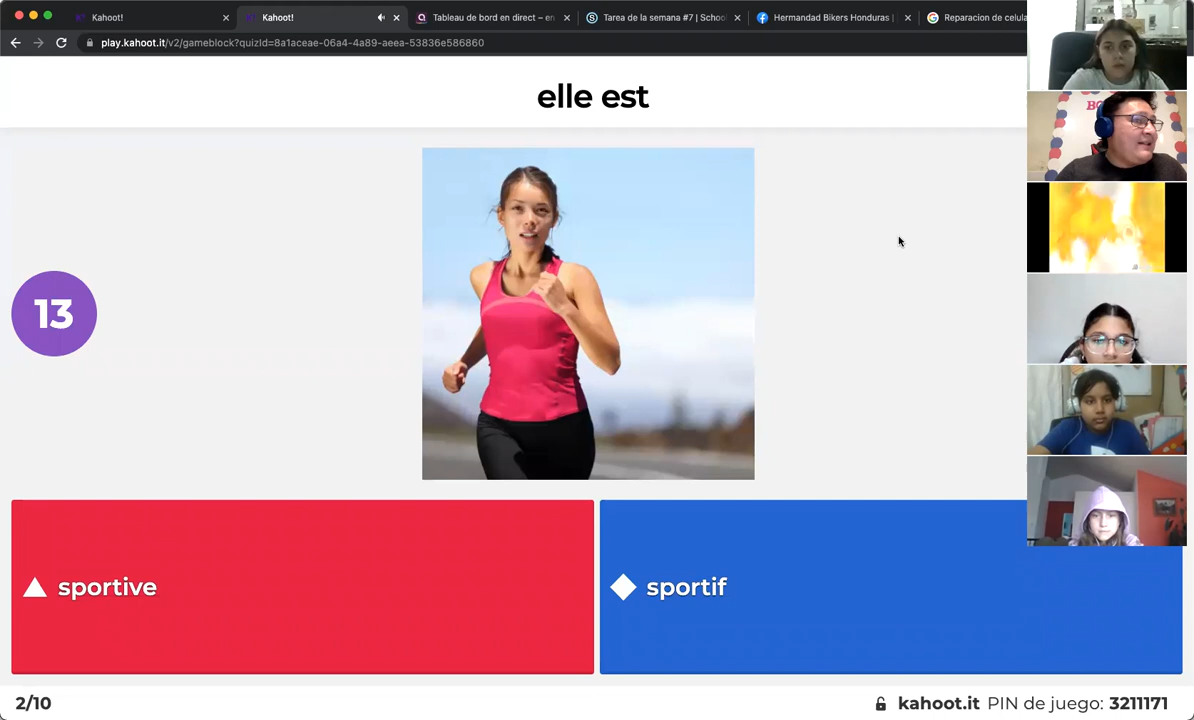 Kahoot!
Kahoot!
Tableau de bord en direct – en
Tarea de la semana #7 | Schoo
Hermandad Bikers Honduras |
Reparacion de celula
play.kahoot.it/v2/gameblock?quizId=8a1aceae-06a4-4a89-aeea-53836e586860
elle est
13
sportive
sportif
2/10
kahoot.it PIN de juego: 3211171